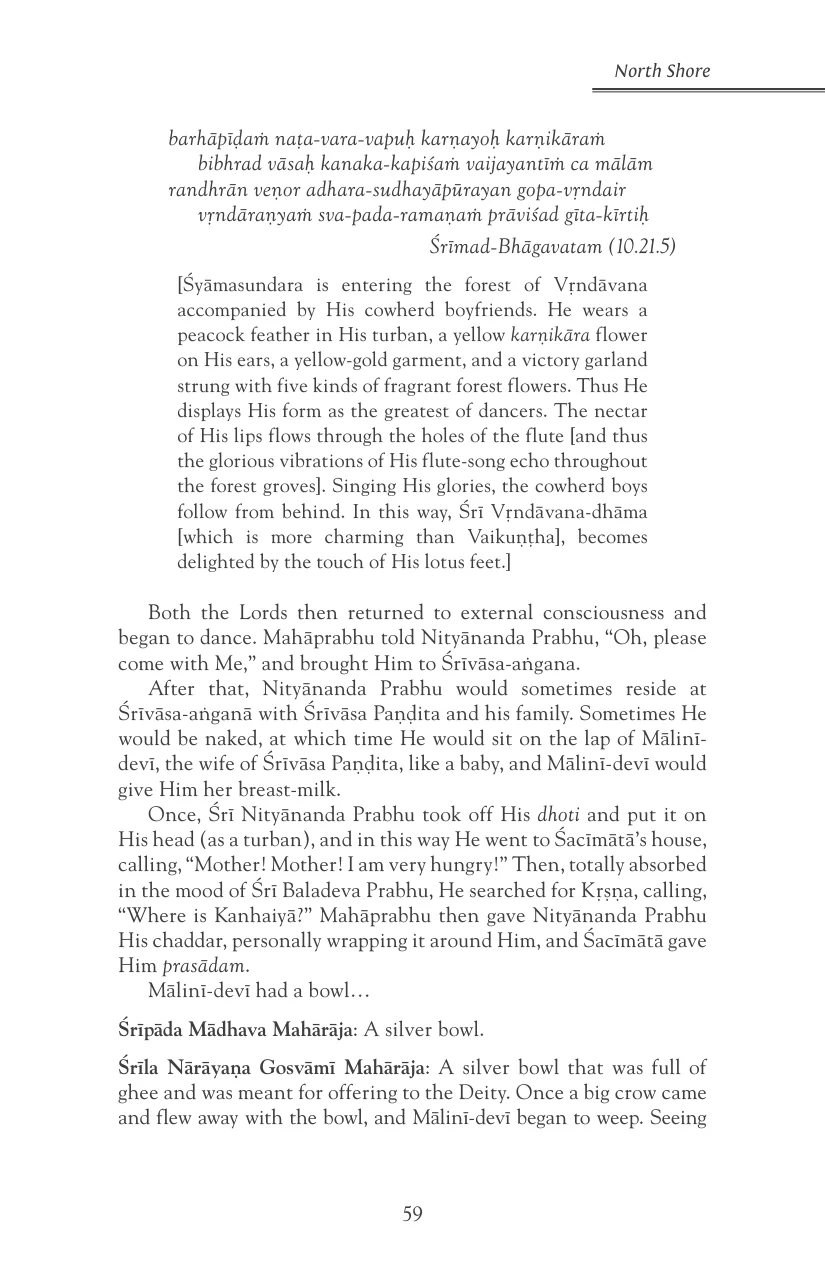 North Shore
barhāpīḍaṁ naṭa-vara-vapuḥ karṇayoḥ karṇikāraṁ
bibhrad vāsaḥ kanaka-kapiśaṁ vaijayantīṁ ca mālām
randhrān veṇor adhara-sudhayāpūrayan gopa-vṛndair
vṛndāraṇyaṁ sva-pada-ramaṇaṁ prāviśad gīta-kīrtiḥ
Śrīmad-Bhāgavatam (10.21.5)
[Śyāmasundara is entering the forest of Vṛndāvana
accompanied by His cowherd boyfriends. He wears a
peacock feather in His turban, a yellow karṇikāra flower
on His ears, a yellow-gold garment, and a victory garland
strung with five kinds of fragrant forest flowers. Thus He
displays His form as the greatest of dancers. The nectar
of His lips flows through the holes of the flute [and thus
the glorious vibrations of His flute-song echo throughout
the forest groves]. Singing His glories, the cowherd boys
follow from behind. In this way, Śrī Vṛndāvana-dhāma
[which is more charming than Vaikuṇṭha], becomes
delighted by the touch of His lotus feet.]
Both the Lords then returned to external consciousness and
began to dance. Mahāprabhu told Nityānanda Prabhu, “Oh, please
come with Me,” and brought Him to Śrīvāsa-aṅgana.
After that, Nityānanda Prabhu would sometimes reside at
Śrīvāsa-aṅganā with Śrīvāsa Paṇḍita and his family. Sometimes He
would be naked, at which time He would sit on the lap of Mālinī-
devī, the wife of Śrīvāsa Paṇḍita, like a baby, and Mālinī-devī would
give Him her breast-milk.
Once, Śrī Nityānanda Prabhu took off His dhoti and put it on
His head (as a turban), and in this way He went to Śacīmātā’s house,
calling, “Mother! Mother! I am very hungry!” Then, totally absorbed
in the mood of Śrī Baladeva Prabhu, He searched for Kṛṣṇa, calling,
“Where is Kanhaiyā?” Mahāprabhu then gave Nityānanda Prabhu
His chaddar, personally wrapping it around Him, and Śacīmātā gave
Him prasādam.
Mālinī-devī had a bowl…
Śrīpāda Mādhava Mahārāja: A silver bowl.
Śrīla Nārāyaṇa Gosvāmī Mahārāja: A silver bowl that was full of
ghee and was meant for offering to the Deity. Once a big crow came
and flew away with the bowl, and Mālinī-devī began to weep. Seeing
59